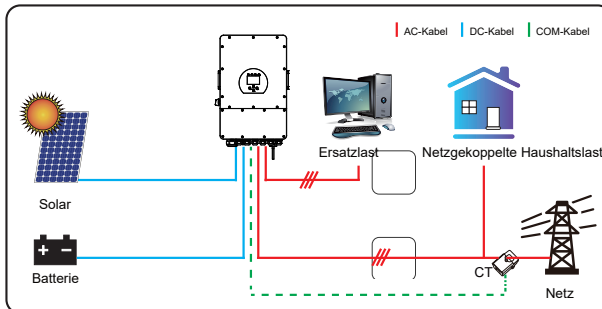 AC-Kabel DC-Kabel COM-Kabel
Ersatzlast Netzgekoppelte Haushaltslast
Solar
Batterie
CT
Netz